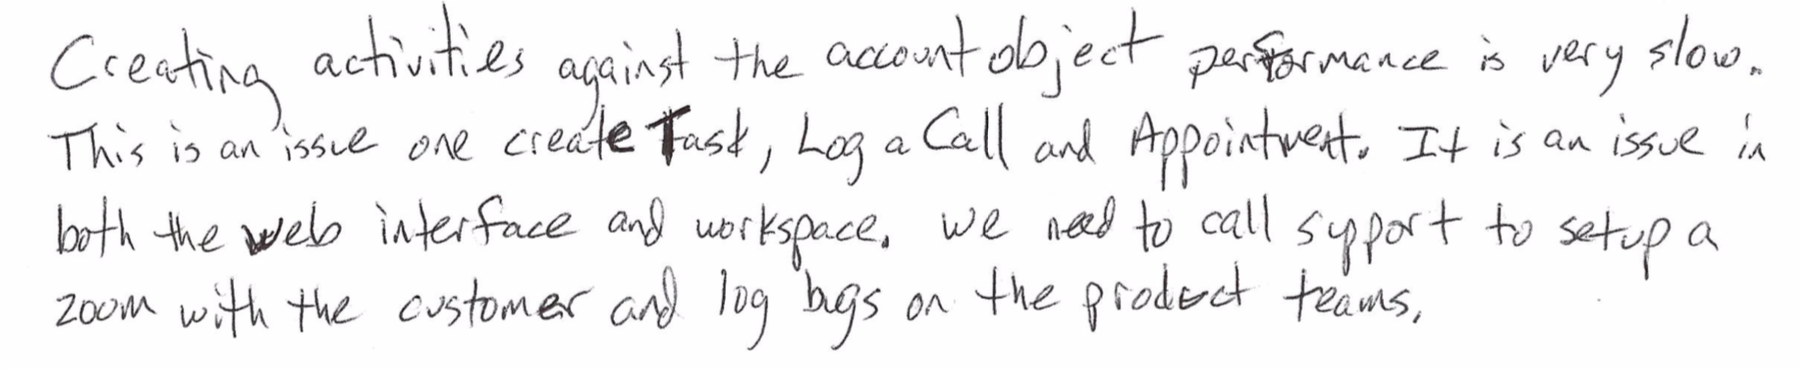 Creating activities against the account object performance is very slow.
This is an issue one create Task, Log a Call and Appointment. It is an issue in
both the web interface and workspace. We need to call support to setup a
zoom with the customer and log bugs on the product teams.